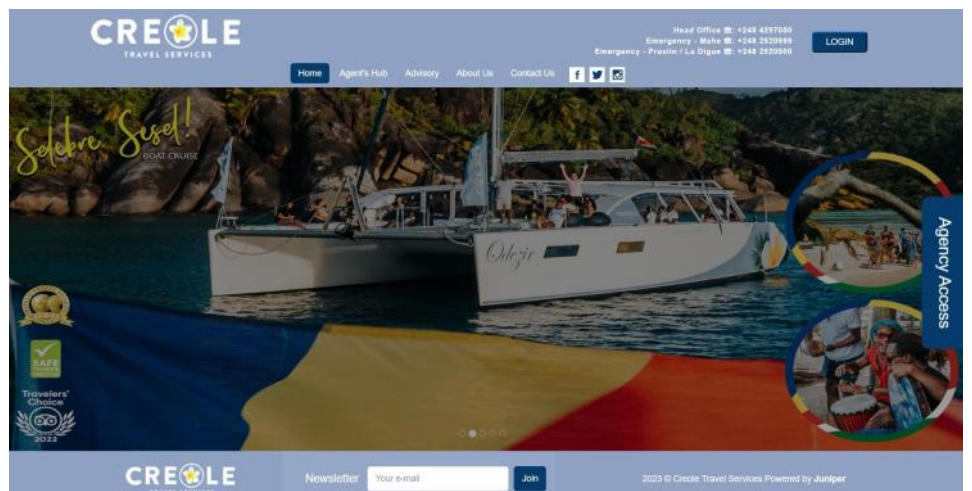 CREOLE
TRAVEL SERVICES
Head Office ☎: +248 4297000
Emergency - Mahe ☎: +248 2520999
Emergency - Praslin / La Digue ☎: +248 2520900
LOGIN
Home Agent's Hub Advisory About Us Contact Us
Selebre Sesel!
BOAT CRUISE
Odezir
Agency Access
SAFE
Travelers'
Choice
2022
CREOLE
Newsletter Your e-mail Join
2023 © Creole Travel Services Powered by Juniper